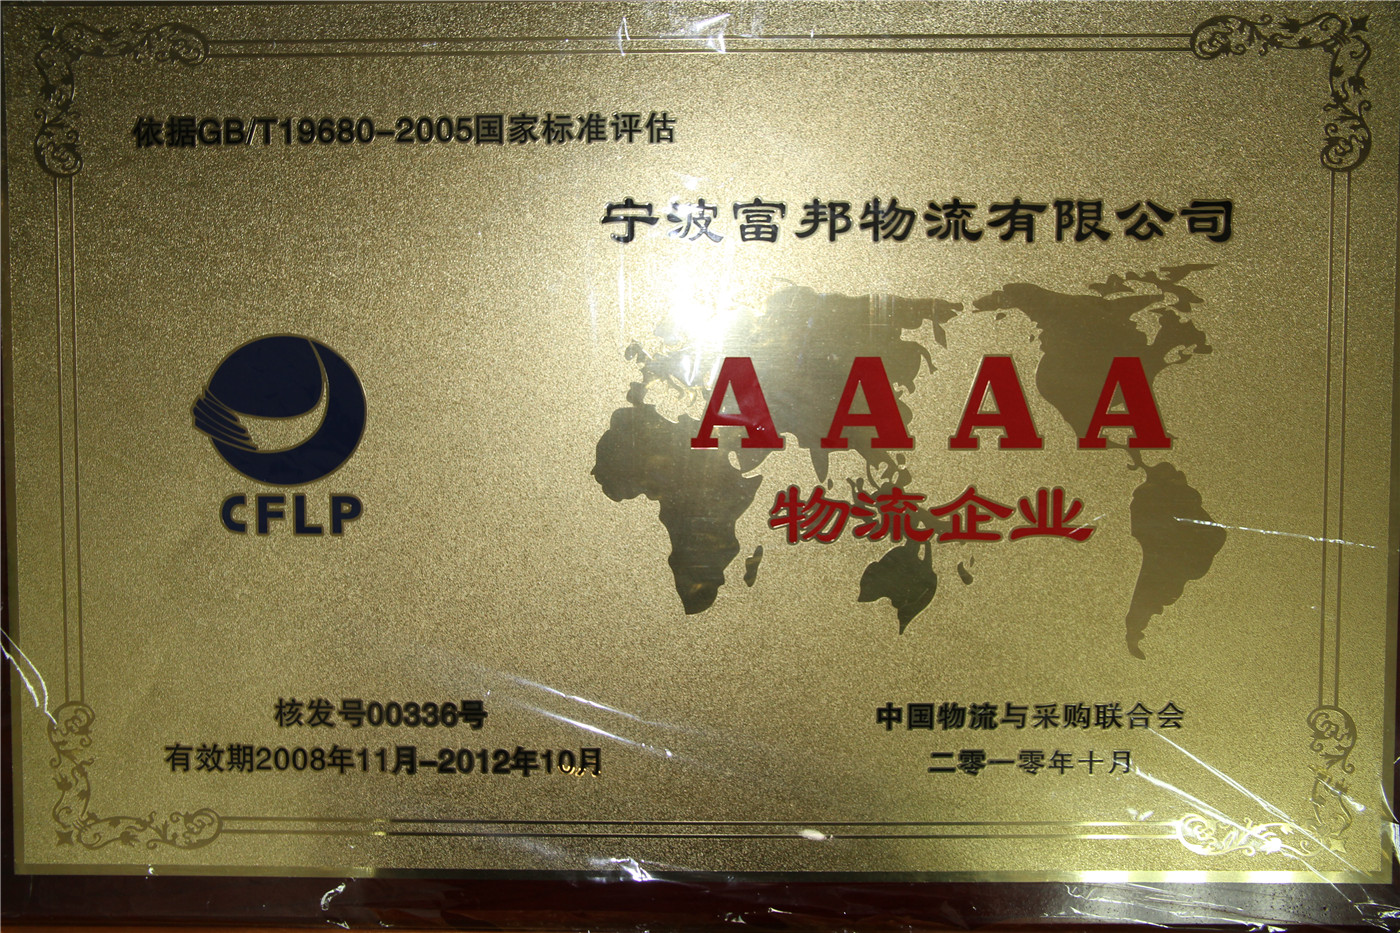 依据GB/T19680-2005国家标准评估
宁波富邦物流有限公司
AAAA
物流企业
CFLP
核发号00336号
有效期2008年11月-2012年10月
中国物流与采购联合会
二零一零年十月